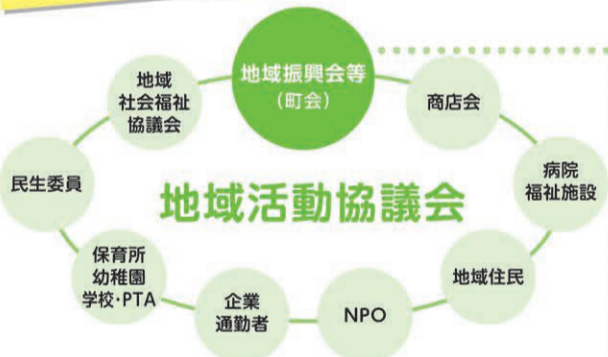 地域振興会等
（町会）
商店会
病院
福祉施設
地域住民
NPO
企業
通勤者
保育所
幼稚園
学校・PTA
民生委員
地域
社会福祉
協議会
地域活動協議会